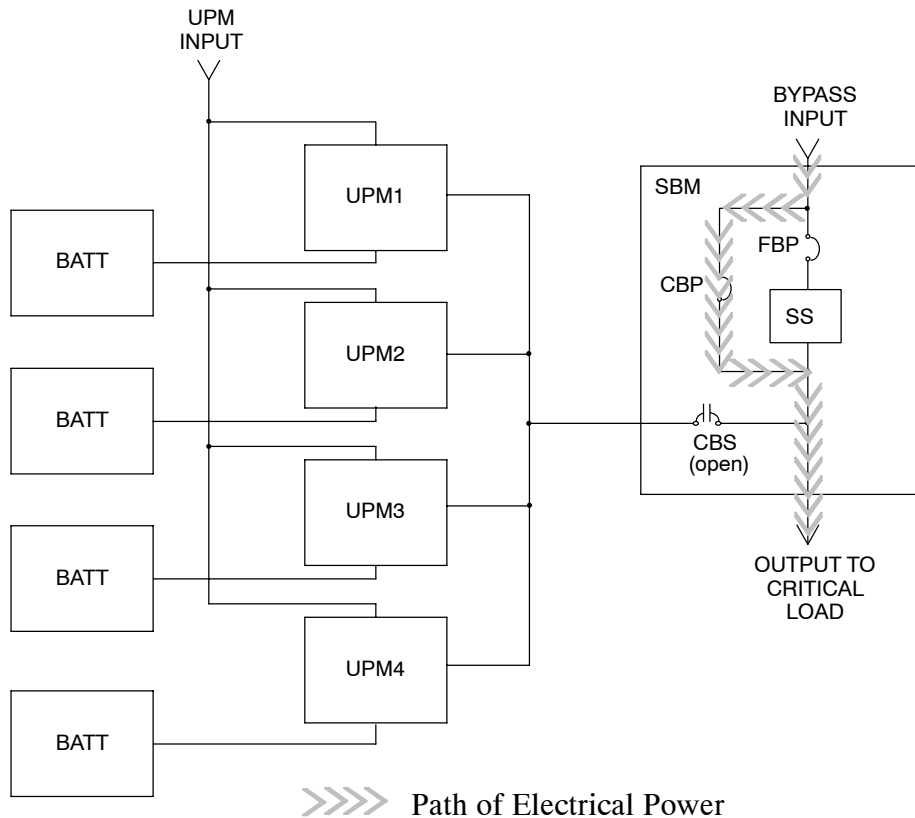 UPM
INPUT
BYPASS
INPUT
SBM
UPM1
BATT
FBP
CBP
SS
UPM2
BATT
CBS
(open)
UPM3
BATT
OUTPUT TO
CRITICAL
LOAD
UPM4
BATT
Path of Electrical Power